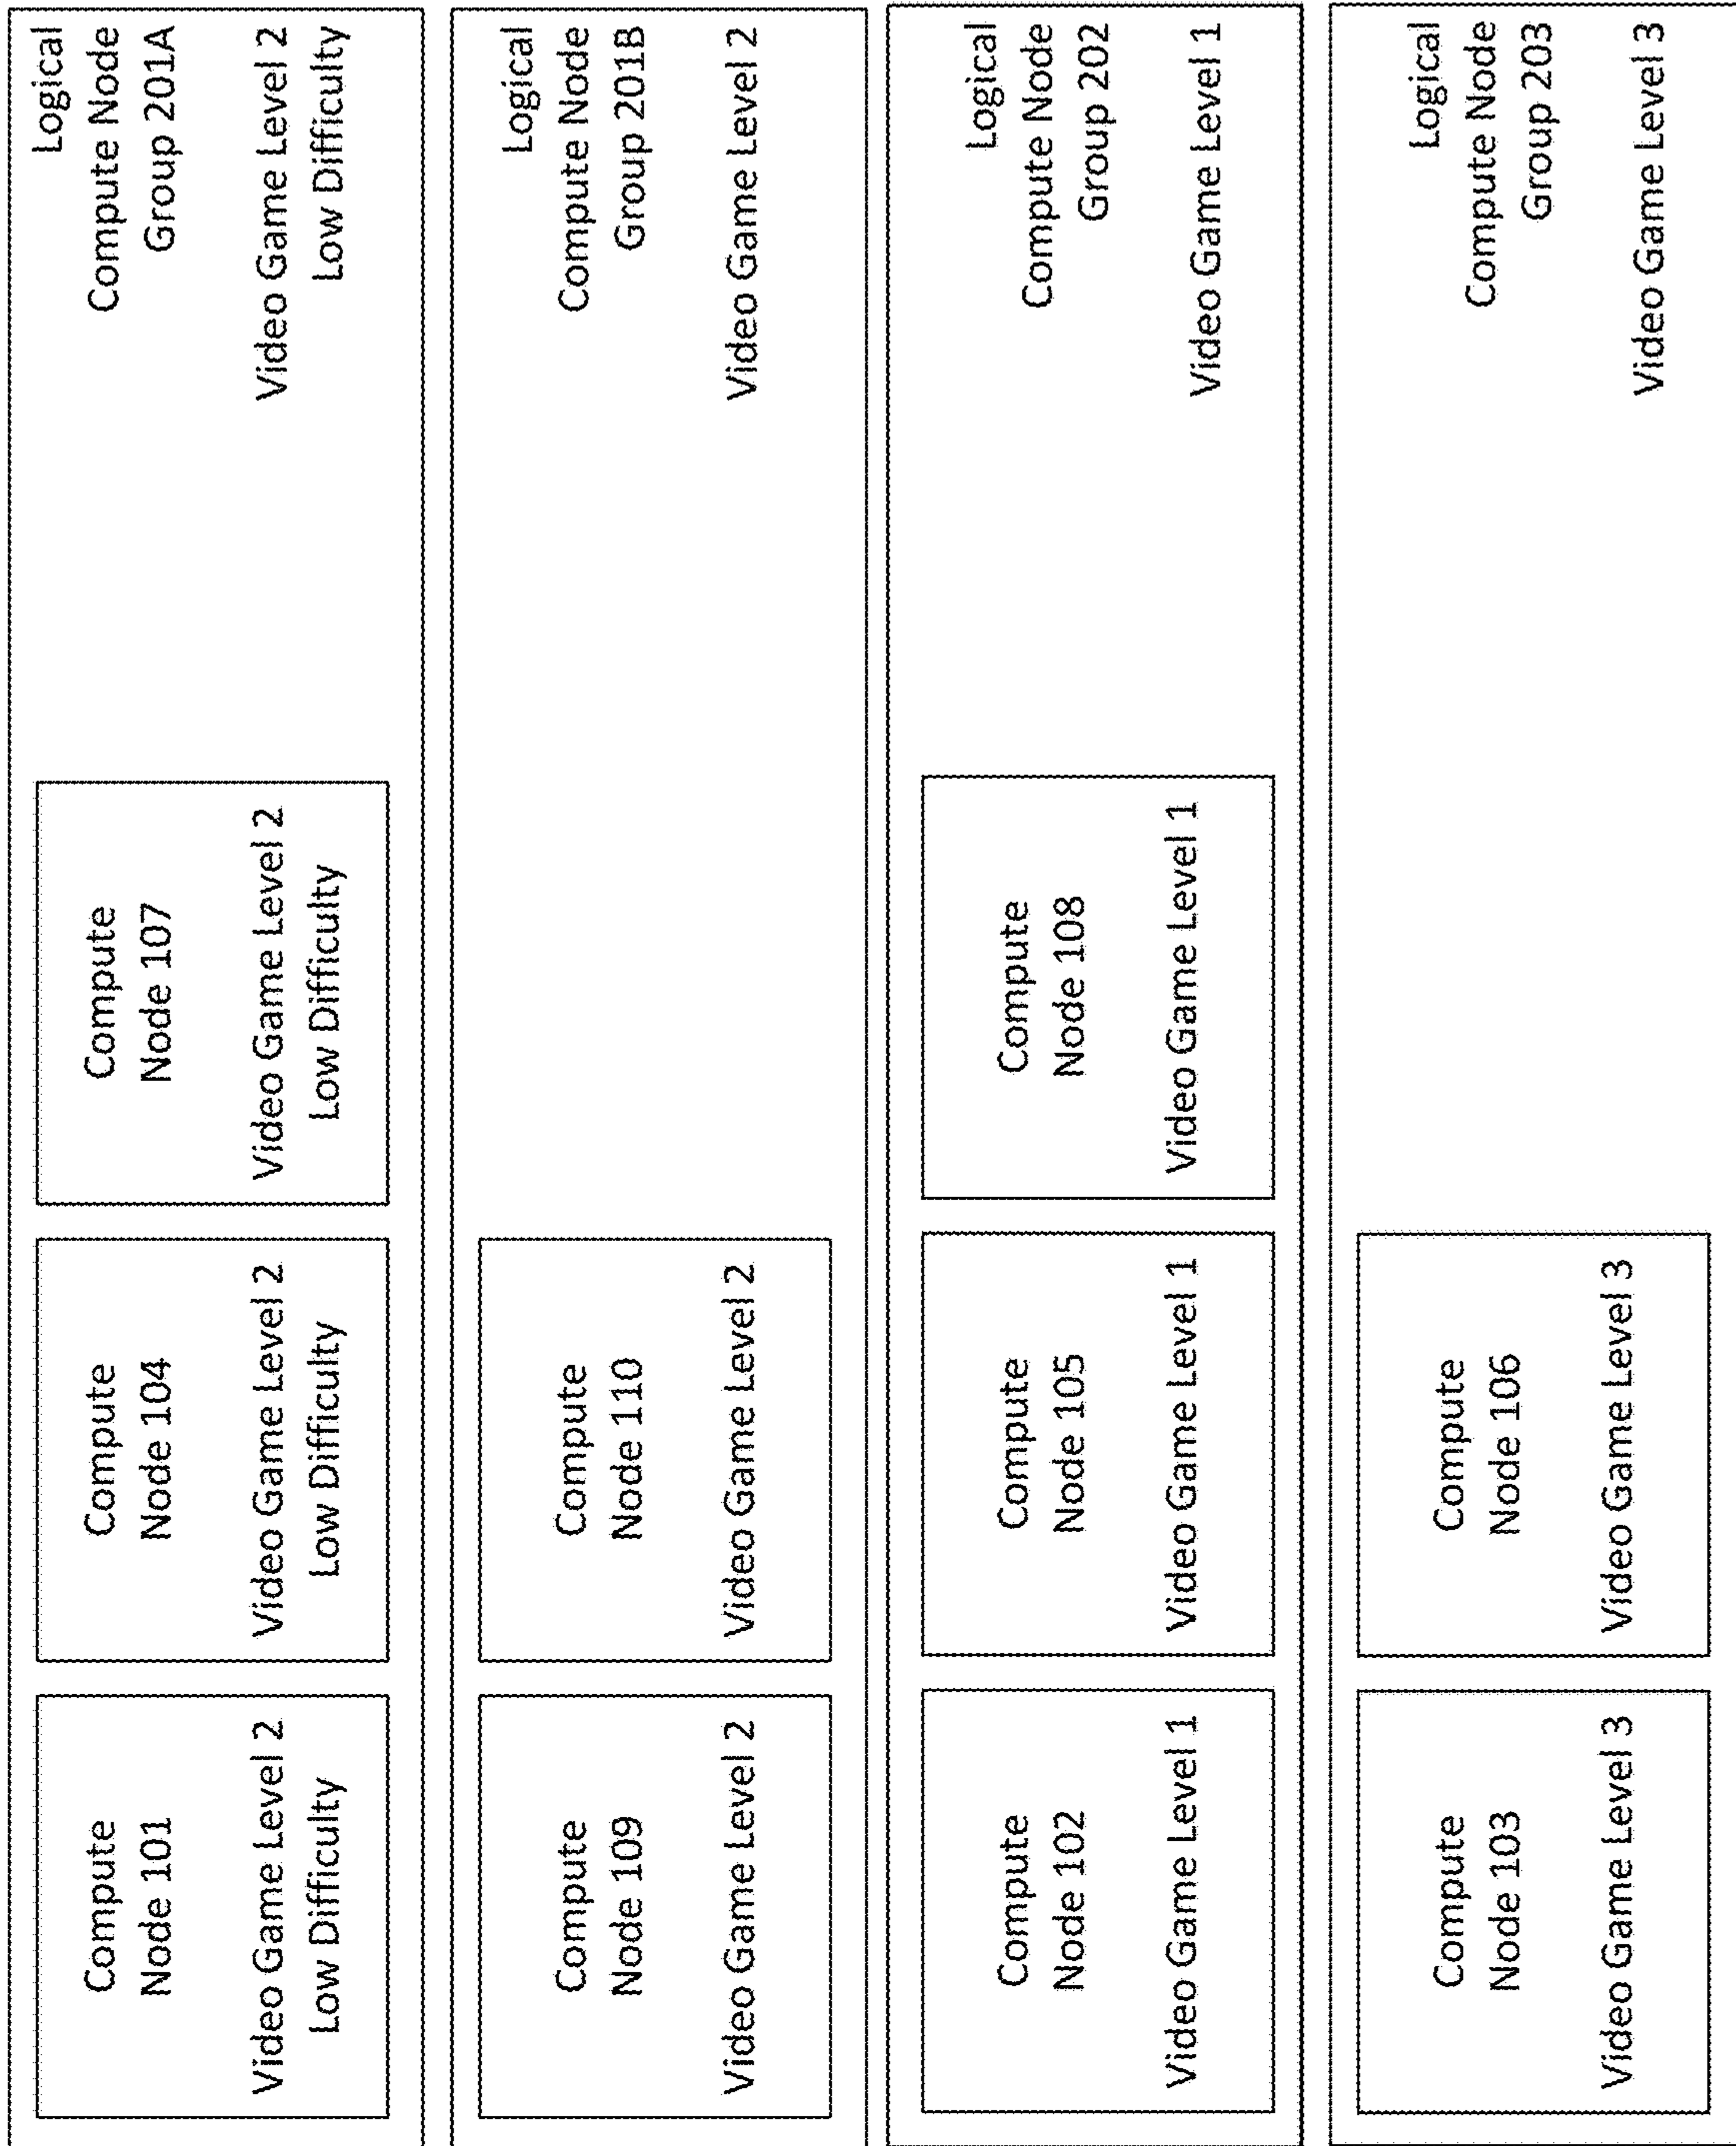 Compute
Node 101
Video Game Level 2
Low Difficulty
Compute
Node 104
Video Game Level 2
Low Difficulty
Compute
Node 107
Video Game Level 2
Low Difficulty
Logical
Compute Node
Group 201A
Video Game Level 2
Low Difficulty
Compute
Node 109
Video Game Level 2
Compute
Node 110
Video Game Level 2
Logical
Compute Node
Group 201B
Video Game Level 2
Compute
Node 102
Video Game Level 1
Compute
Node 105
Video Game Level 1
Compute
Node 108
Video Game Level 1
Logical
Compute Node
Group 202
Video Game Level 1
Compute
Node 103
Video Game Level 3
Compute
Node 106
Video Game Level 3
Logical
Compute Node
Group 203
Video Game Level 3